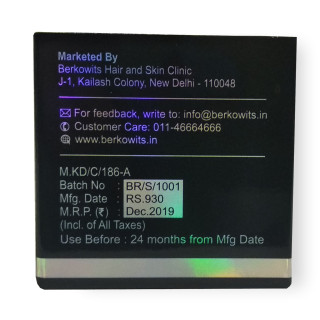 Marketed By
Berkowits Hair and Skin Clinic
J-1, Kailash Colony, New Delhi - 110048
For feedback, write to: info@berkowits.in
Customer Care: 011-46664666
www.berkowits.in
M.KD/C/186-A
Batch No : BR/S/1001
Mfg. Date : RS.930
M.R.P. (₹) : Dec.2019
(Incl. of All Taxes)
Use Before : 24 months from Mfg Date